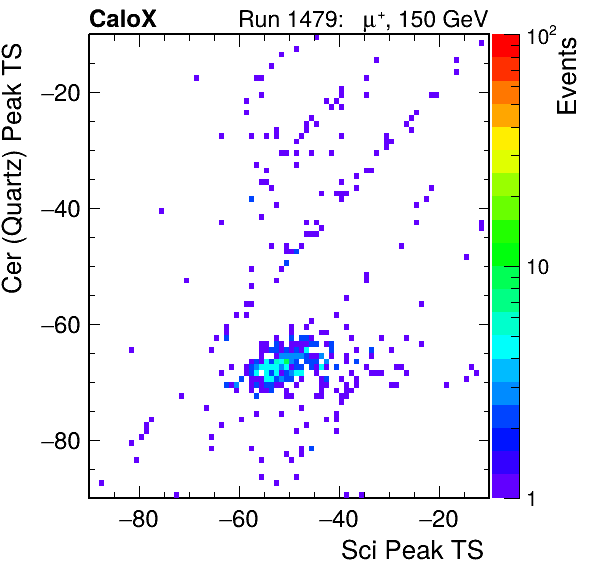 CaloX Run 1479: μ⁺, 150 GeV
Cer (Quartz) Peak TS
−20
−40
−60
−80
−80 −60 −40 −20
Sci Peak TS
10²
10
1
Events